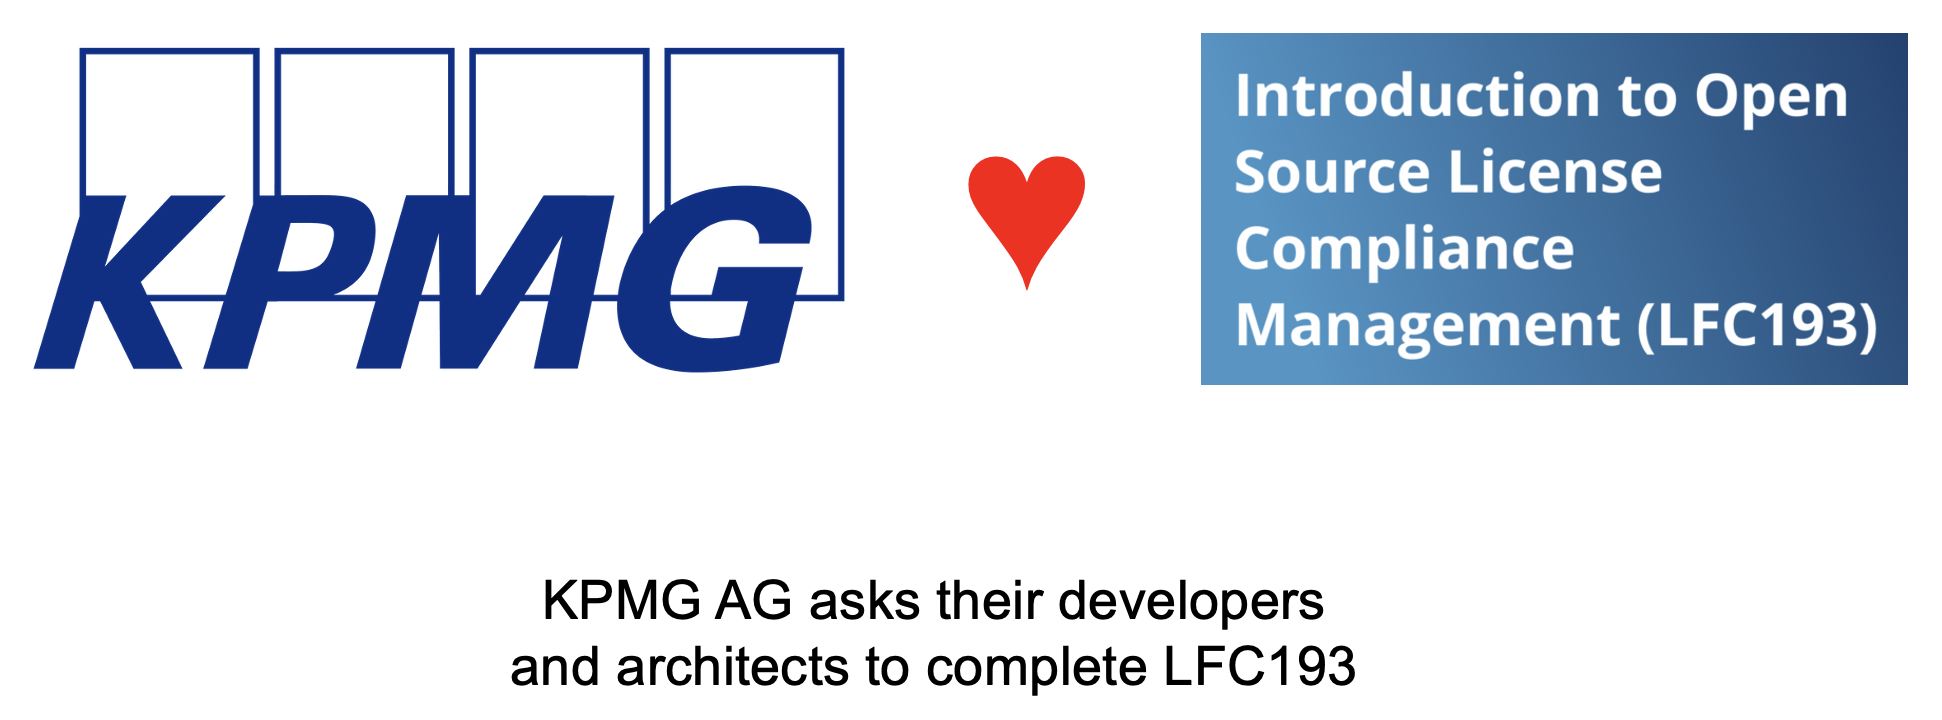 KPMG
Introduction to Open
Source License
Compliance
Management (LFC193)
KPMG AG asks their developers
and architects to complete LFC193